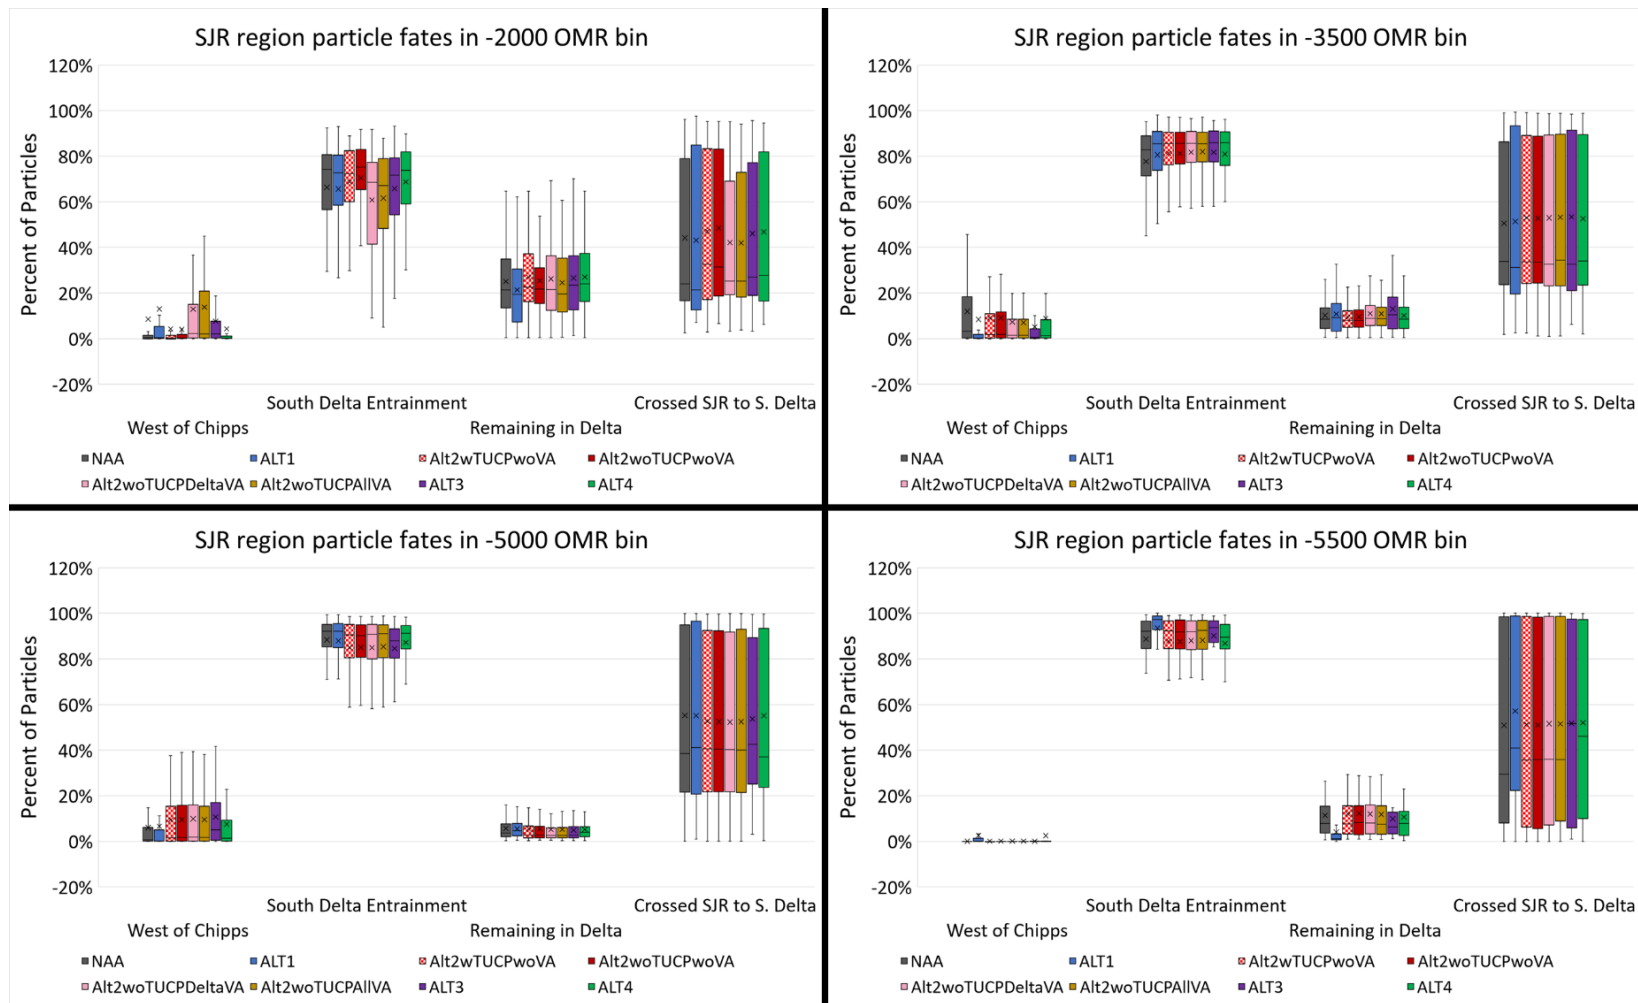 SJR region particle fates in -2000 OMR bin
120%
100%
80%
60%
40%
20%
0%
-20%
Percent of Particles
South Delta Entrainment
Crossed SJR to S. Delta
West of Chipps
Remaining in Delta
NAA
ALT1
Alt2wTUCPwoVA
Alt2woTUCPwoVA
Alt2woTUCPDeltaVA
Alt2woTUCPAllVA
ALT3
ALT4
SJR region particle fates in -3500 OMR bin
120%
100%
80%
60%
40%
20%
0%
-20%
Percent of Particles
South Delta Entrainment
Crossed SJR to S. Delta
West of Chipps
Remaining in Delta
NAA
ALT1
Alt2wTUCPwoVA
Alt2woTUCPwoVA
Alt2woTUCPDeltaVA
Alt2woTUCPAllVA
ALT3
ALT4
SJR region particle fates in -5000 OMR bin
120%
100%
80%
60%
40%
20%
0%
-20%
Percent of Particles
South Delta Entrainment
Crossed SJR to S. Delta
West of Chipps
Remaining in Delta
NAA
ALT1
Alt2wTUCPwoVA
Alt2woTUCPwoVA
Alt2woTUCPDeltaVA
Alt2woTUCPAllVA
ALT3
ALT4
SJR region particle fates in -5500 OMR bin
120%
100%
80%
60%
40%
20%
0%
-20%
Percent of Particles
South Delta Entrainment
Crossed SJR to S. Delta
West of Chipps
Remaining in Delta
NAA
ALT1
Alt2wTUCPwoVA
Alt2woTUCPwoVA
Alt2woTUCPDeltaVA
Alt2woTUCPAllVA
ALT3
ALT4